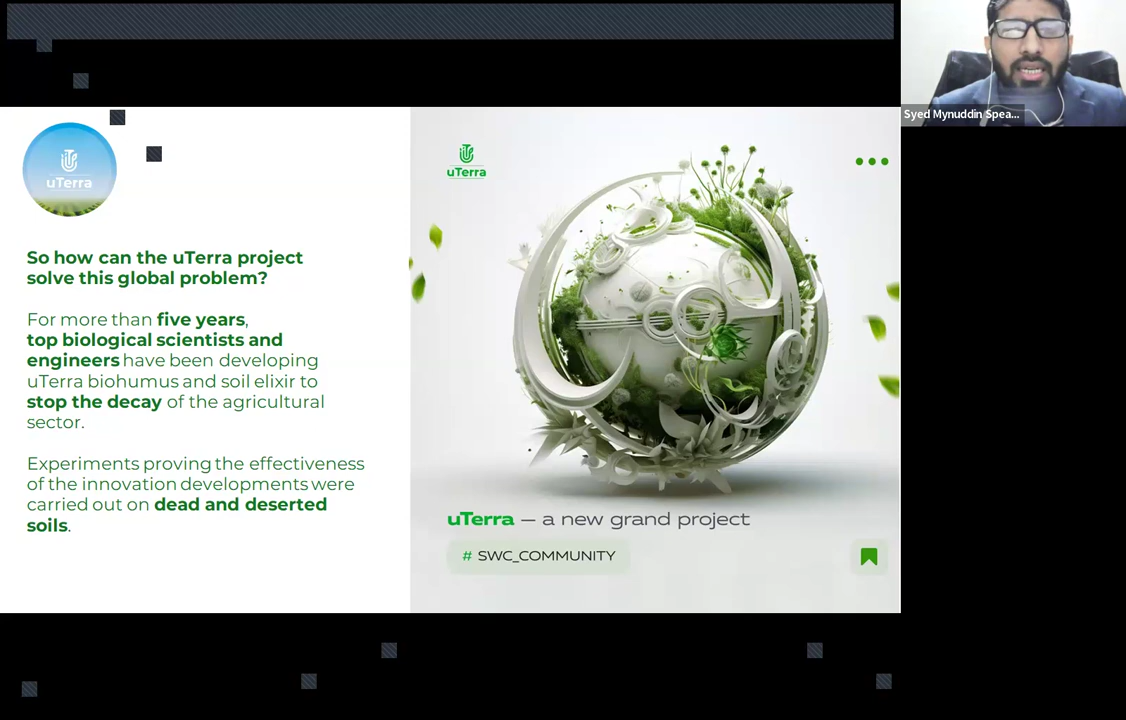 Syed Mynuddin Spea...
uTerra
So how can the uTerra project
solve this global problem?
For more than five years,
top biological scientists and
engineers have been developing
uTerra biohumus and soil elixir to
stop the decay of the agricultural
sector.
Experiments proving the effectiveness
of the innovation developments were
carried out on dead and deserted
soils.
uTerra
uTerra — a new grand project
# SWC_COMMUNITY